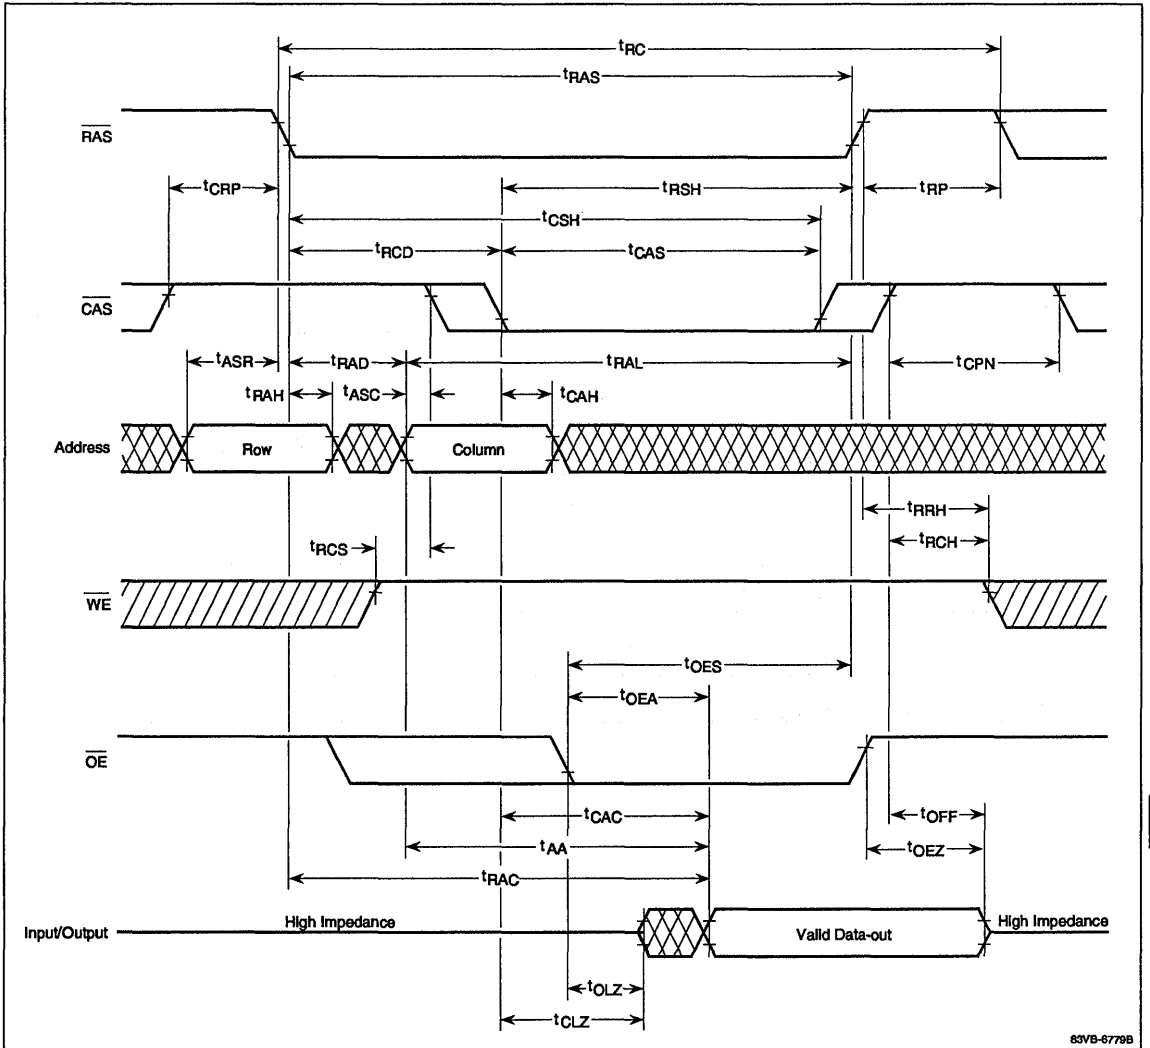 tRC
tRAS
RAS
tCRP
tRSH
tRP
tCSH
tRCD
tCAS
CAS
tASR
tRAD
tRAL
tCPN
tRAH
tASC
tCAH
Address
Row
Column
tRRH
tRCS
tRCH
WE
tOES
tOEA
OE
tCAC
tOFF
tAA
tOEZ
tRAC
Input/Output
High Impedance
Valid Data-out
High Impedance
tOLZ
tCLZ
83VB-6779B